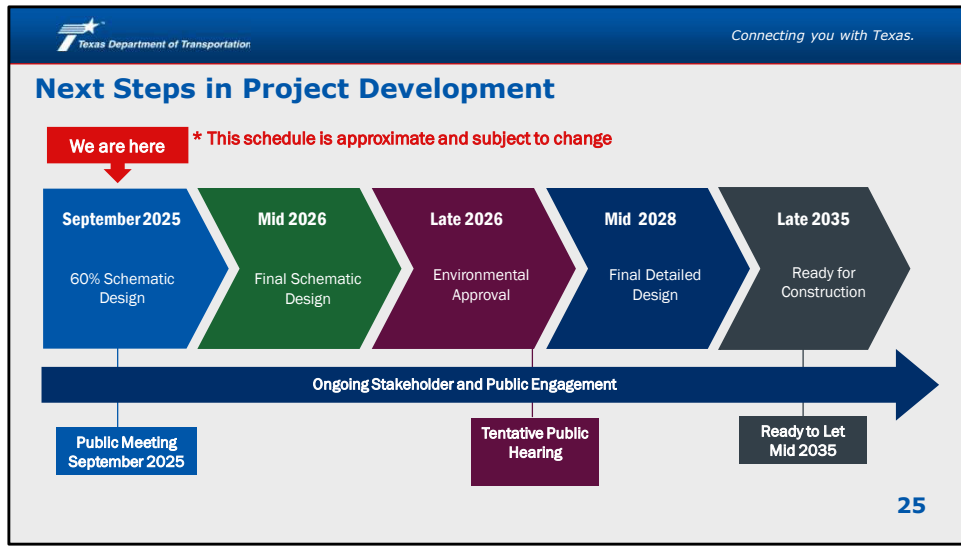 Texas Department of Transportation
Connecting you with Texas.
Next Steps in Project Development
We are here
* This schedule is approximate and subject to change
September 2025
60% Schematic
Design
Mid 2026
Final Schematic
Design
Late 2026
Environmental
Approval
Mid 2028
Final Detailed
Design
Late 2035
Ready for
Construction
Ongoing Stakeholder and Public Engagement
Public Meeting
September 2025
Tentative Public
Hearing
Ready to Let
Mid 2035
25